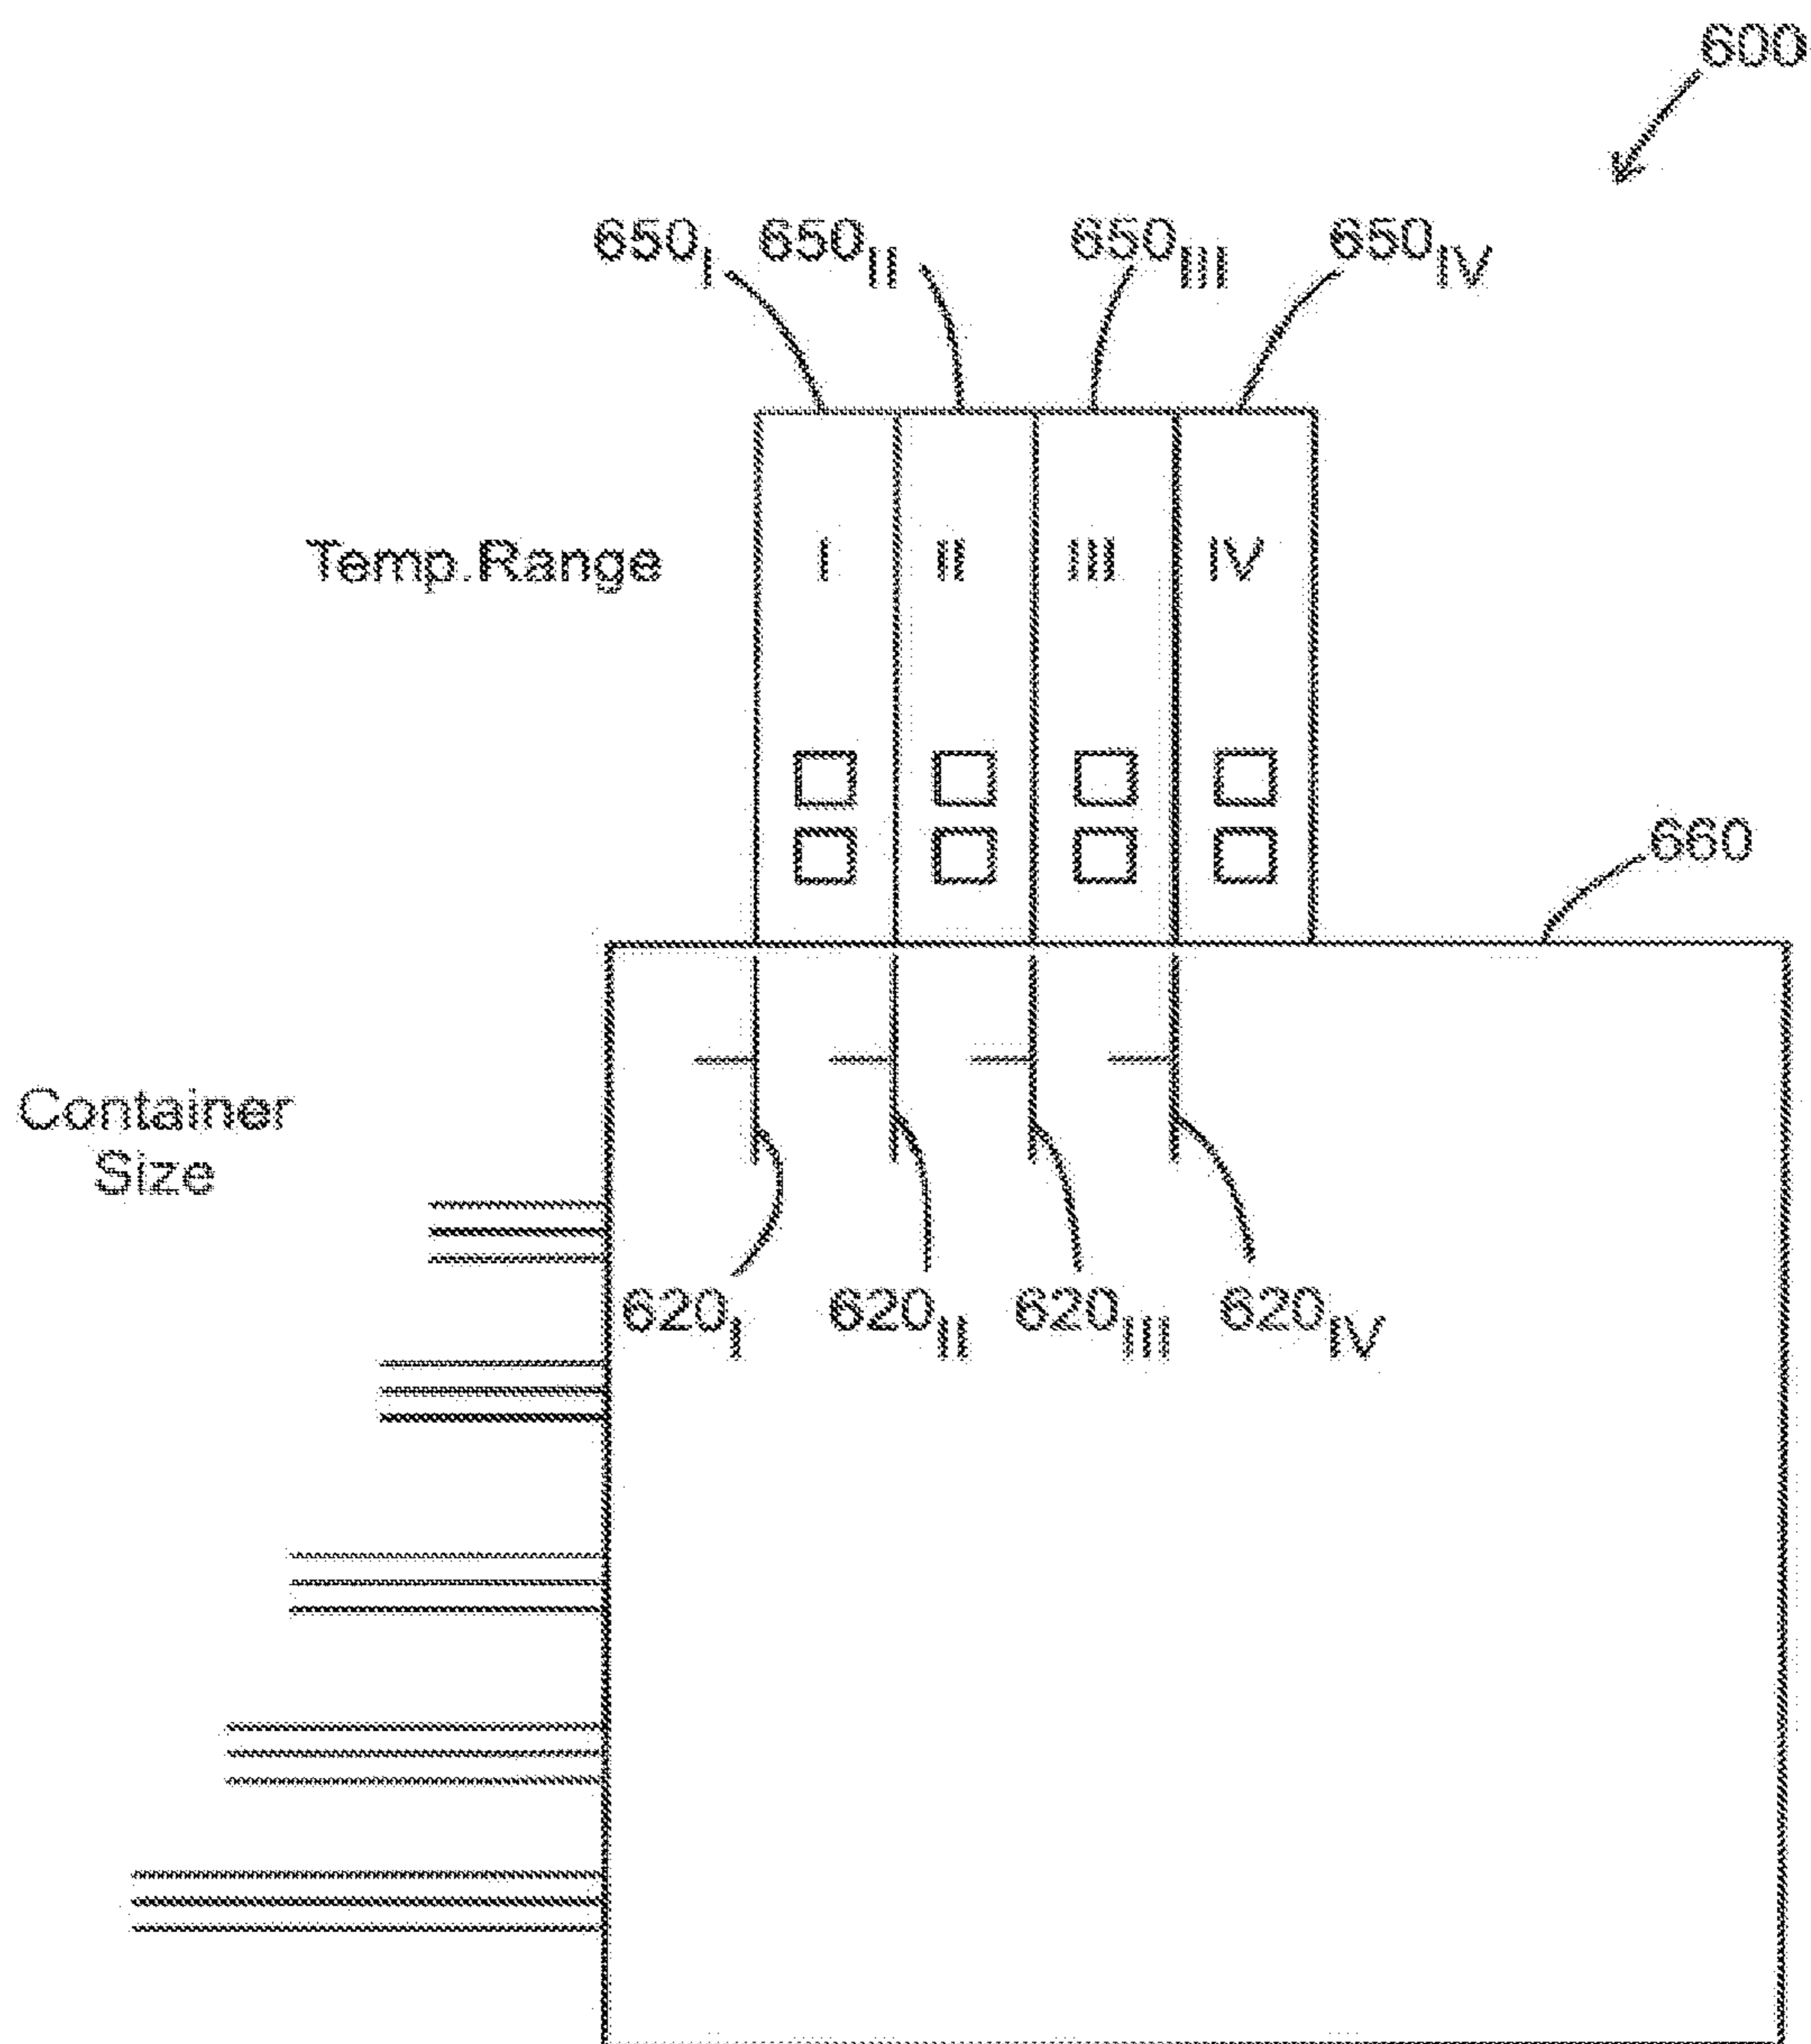 600
650I 650II 650III 650IV
Temp.Range I II III IV
660
Container
Size
620I 620II 620III 620IV